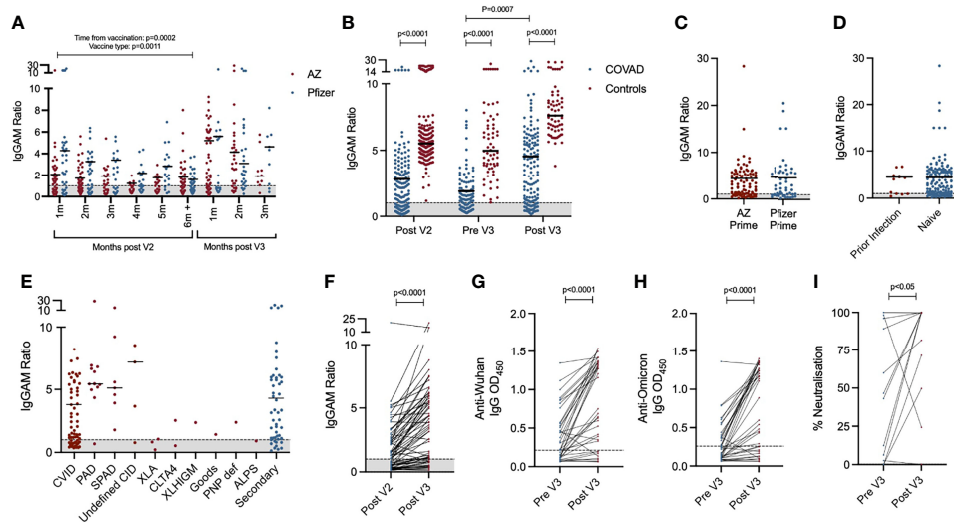 A
Time from vaccination: p=0.0002
Vaccine type: p=0.0011
AZ
Pfizer
IgGAM Ratio
30
10
10
8
6
4
2
0
1m
2m
3m
4m
5m
6m +
1m
2m
3m
Months post V2
Months post V3
B
P=0.0007
p<0.0001
p<0.0001
p<0.0001
COVAD
Controls
IgGAM Ratio
30
14
10
5
0
Post V2
Pre V3
Post V3
C
IgGAM Ratio
30
20
10
0
AZ
Prime
Pfizer
Prime
D
IgGAM Ratio
30
20
10
0
Prior Infection
Naive
E
IgGAM Ratio
30
10
10
5
0
CVID
PAD
SPAD
Undefined CID
XLA
CLTA4
XLHIGM
Goods
PNP def
ALPS
Secondary
F
p<0.0001
IgGAM Ratio
25
10
5
0
Post V2
Post V3
G
p<0.0001
Anti-Wuhan
IgG OD450
2.0
1.5
1.0
0.5
0.0
Pre V3
Post V3
H
p<0.0001
Anti-Omicron
IgG OD450
2.0
1.5
1.0
0.5
0.0
Pre V3
Post V3
I
p<0.05
% Neutralisation
100
75
50
25
0
Pre V3
Post V3